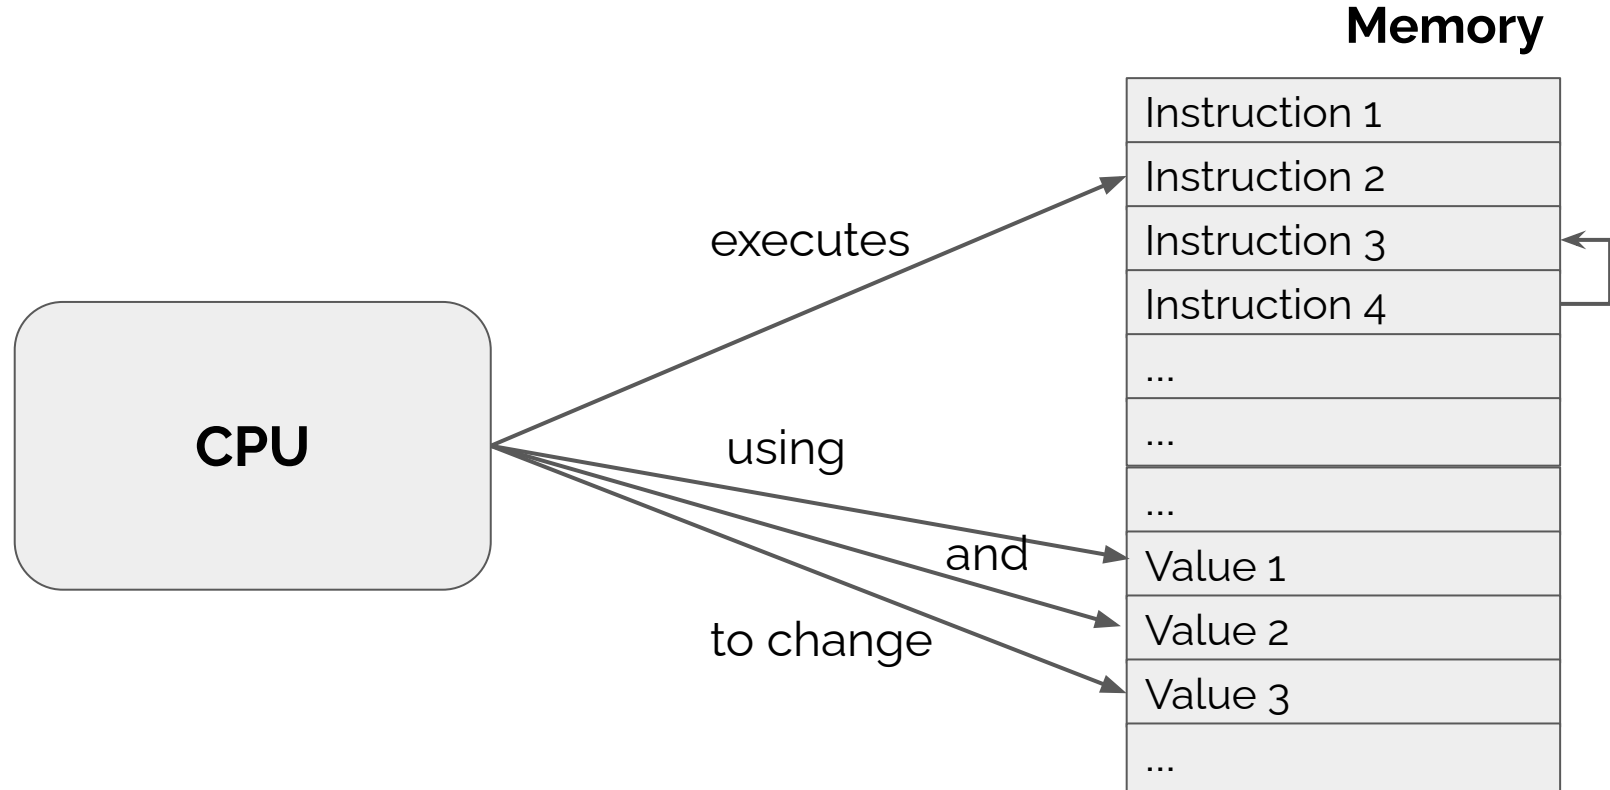 Memory
Instruction 1
Instruction 2
executes
Instruction 3
Instruction 4
...
CPU
using
...
...
and
Value 1
Value 2
to change
Value 3
...